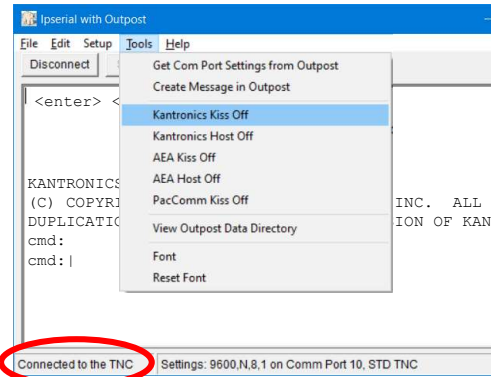 Ipserial with Outpost
File Edit Setup Tools Help
Disconnect
Get Com Port Settings from Outpost
Create Message in Outpost
<enter> <
Kantronics Kiss Off
Kantronics Host Off
AEA Kiss Off
AEA Host Off
PacComm Kiss Off
View Outpost Data Directory
Font
Reset Font
KANTRONICS
(C) COPYRI INC. ALL
DUPLICATIO ION OF KAN
cmd:
cmd:|
Connected to the TNC Settings: 9600,N,8,1 on Comm Port 10, STD TNC